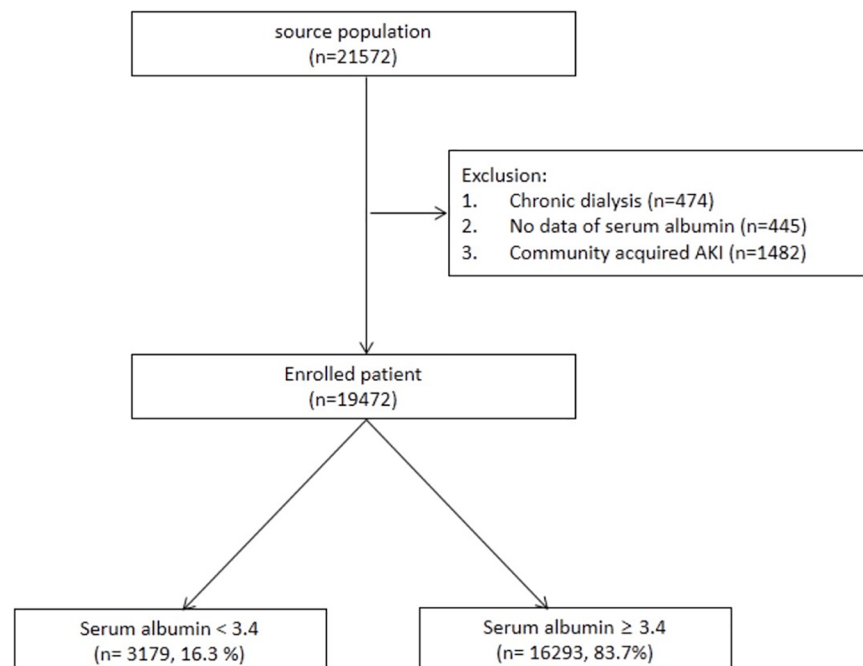 source population
(n=21572)
Exclusion:
1. Chronic dialysis (n=474)
2. No data of serum albumin (n=445)
3. Community acquired AKI (n=1482)
Enrolled patient
(n=19472)
Serum albumin < 3.4
(n= 3179, 16.3 %)
Serum albumin ≥ 3.4
(n= 16293, 83.7%)